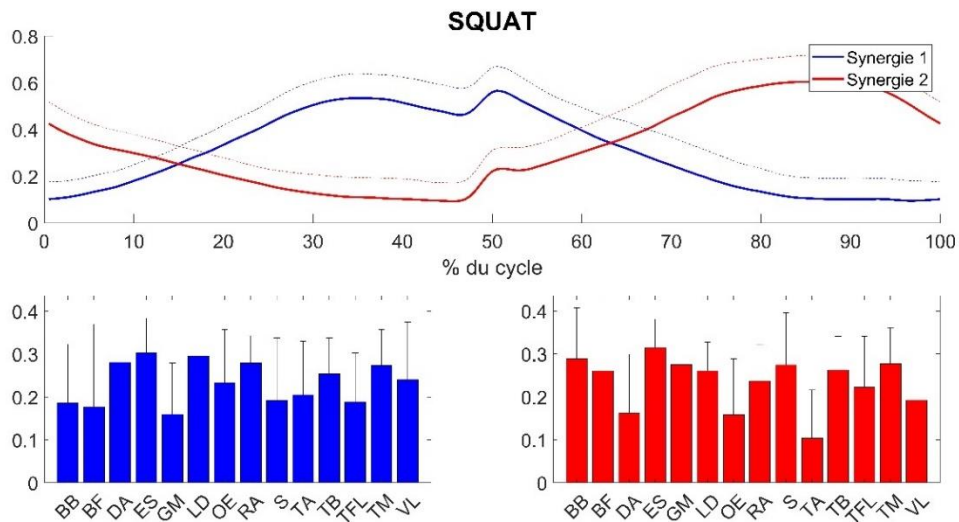 SQUAT
0.8
0.6
0.4
0.2
0
Synergie 1
Synergie 2
0 10 20 30 40 50 60 70 80 90 100
% du cycle
0.4
0.3
0.2
0.1
0
BB BF DA ES GM LD OE RA S TA TB TFL TM VL
0.4
0.3
0.2
0.1
0
BB BF DA ES GM LD OE RA S TA TB TFL TM VL